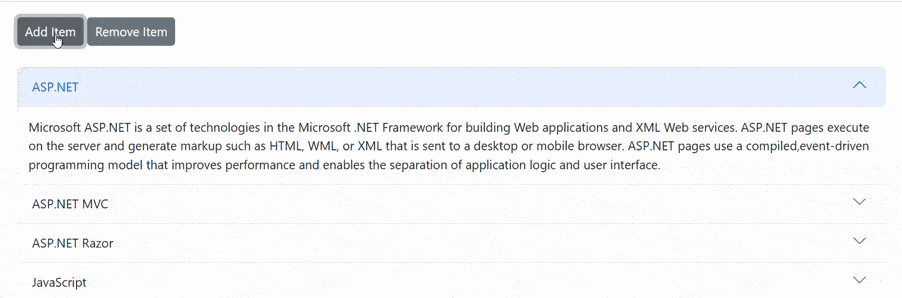 Add Item Remove Item
ASP.NET
Microsoft ASP.NET is a set of technologies in the Microsoft .NET Framework for building Web applications and XML Web services. ASP.NET pages execute
on the server and generate markup such as HTML, WML, or XML that is sent to a desktop or mobile browser. ASP.NET pages use a compiled,event-driven
programming model that improves performance and enables the separation of application logic and user interface.
ASP.NET MVC
ASP.NET Razor
JavaScript